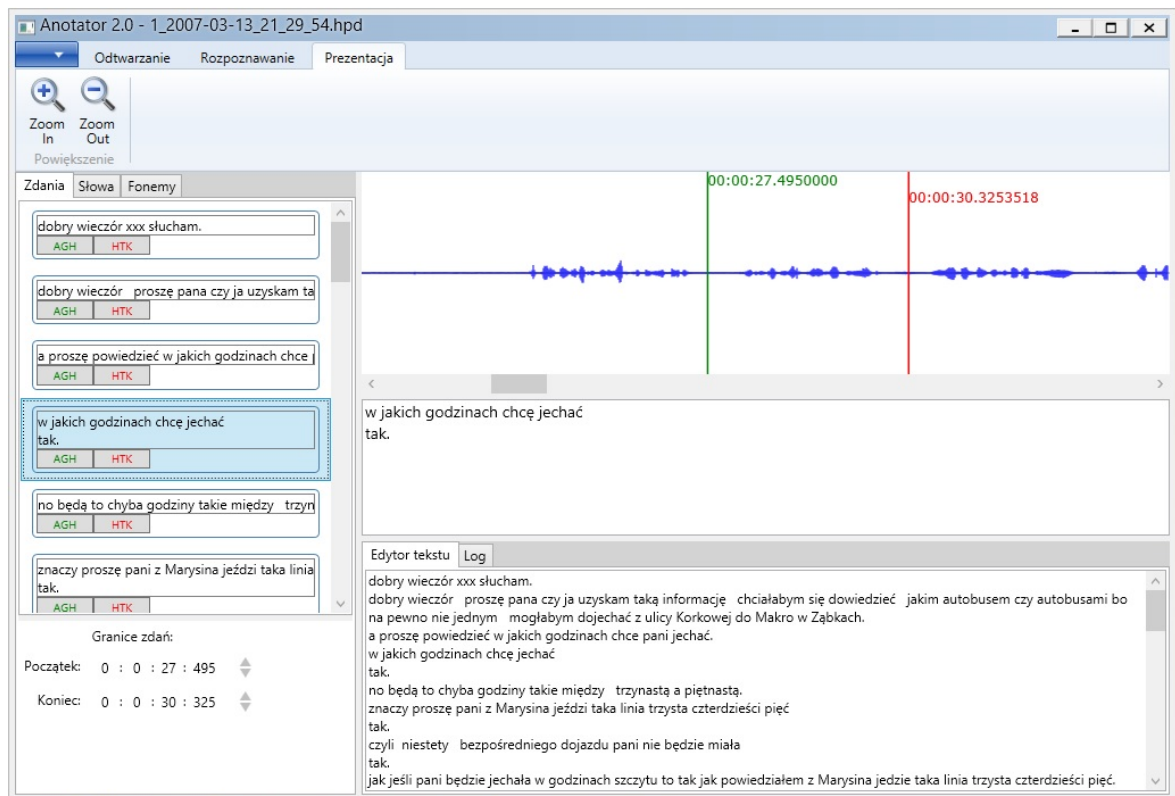 Anotator 2.0 - 1_2007-03-13_21_29_54.hpd
Odtwarzanie Rozpoznawanie Prezentacja
Zoom In
Zoom Out
Powiększenie
Zdania Słowa Fonemy
dobry wieczór xxx słucham.
AGH HTK
dobry wieczór proszę pana czy ja uzyskam ta
AGH HTK
a proszę powiedzieć w jakich godzinach chce
AGH HTK
w jakich godzinach chcę jechać
tak.
AGH HTK
no będą to chyba godziny takie między trzyn
AGH HTK
znaczy proszę pani z Marysina jeździ taka linia
tak.
AGH HTK
Granice zdań:
Początek: 0 : 0 : 27 : 495
Koniec: 0 : 0 : 30 : 325
00:00:27.4950000
00:00:30.3253518
w jakich godzinach chcę jechać
tak.
Edytor tekstu Log
dobry wieczór xxx słucham.
dobry wieczór proszę pana czy ja uzyskam taką informację chciałabym się dowiedzieć jakim autobusem czy autobusami bo
na pewno nie jednym mogłabym dojechać z ulicy Korkowej do Makro w Ząbkach.
a proszę powiedzieć w jakich godzinach chce pani jechać.
w jakich godzinach chcę jechać
tak.
no będą to chyba godziny takie między trzynastą a piętnastą.
znaczy proszę pani z Marysina jeździ taka linia trzysta czterdzieści pięć
tak.
czyli niestety bezpośredniego dojazdu pani nie będzie miała
tak.
jak jeśli pani będzie jechała w godzinach szczytu to tak jak powiedziałem z Marysina jedzie taka linia trzysta czterdzieści pięć.